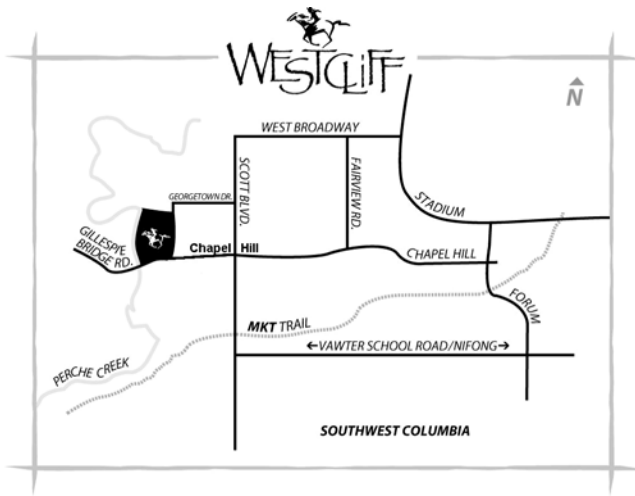 WESTCLIFF
N
WEST BROADWAY
SCOTT BLVD.
FAIRVIEW RD.
STADIUM
GEORGETOWN DR.
GILLESPIE
BRIDGE RD.
Chapel Hill
CHAPEL HILL
FORUM
MKT TRAIL
←VAWTER SCHOOL ROAD/NIFONG→
PERCHE CREEK
SOUTHWEST COLUMBIA